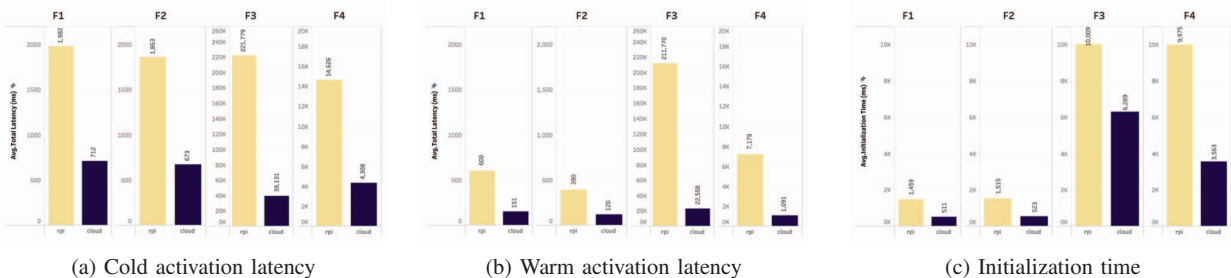 F1 F2 F3 F4
Avg.Total Latency (ms)
2000 1500 1000 500 0
1,982 712
2000 1500 1000 500 0
1,863 673
260K 240K 220K 200K 180K 160K 140K 120K 100K 80K 60K 40K 20K 0K
221,779 39,131
20K 18K 16K 14K 12K 10K 8K 6K 4K 2K 0K
14,626 4,308
rpi cloud rpi cloud rpi cloud rpi cloud
(a) Cold activation latency
F1 F2 F3 F4
Avg.Total Latency (ms)
2000 1500 1000 500 0
600 151
2000 1500 1000 500 0
390 120
240K 220K 200K 180K 160K 140K 120K 100K 80K 60K 40K 20K 0K
211,770 22,558
20K 18K 16K 14K 12K 10K 8K 6K 4K 2K 0K
7,179 1,091
rpi cloud rpi cloud rpi cloud rpi cloud
(b) Warm activation latency
F1 F2 F3 F4
Avg.Initialization Time (ms)
10K 8K 6K 4K 2K 0K
1,459 511
10K 8K 6K 4K 2K 0K
1,515 523
10K 8K 6K 4K 2K 0K
10,009 6,289
10K 8K 6K 4K 2K 0K
9,975 3,563
rpi cloud rpi cloud rpi cloud rpi cloud
(c) Initialization time